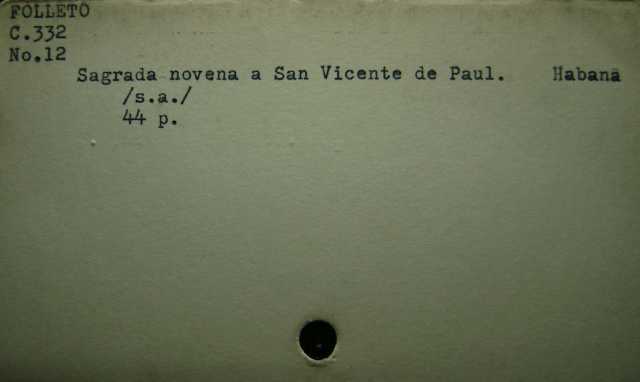 FOLLETO
C.332
No.12
Sagrada novena a San Vicente de Paul. Habana
/s.a./
44 p.